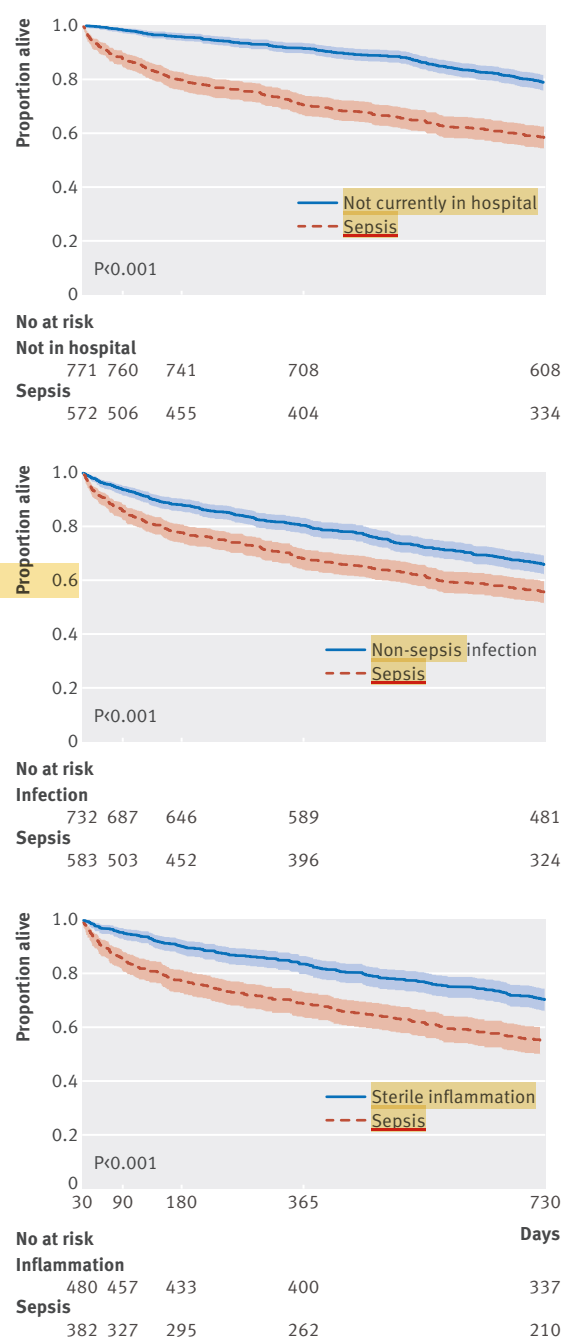 Proportion alive
1.0
0.8
0.6
0.4
0.2
0
Not currently in hospital
Sepsis
P<0.001
No at risk
Not in hospital
771 760 741 708 608
Sepsis
572 506 455 404 334
Proportion alive
1.0
0.8
0.6
0.4
0.2
0
Non-sepsis infection
Sepsis
P<0.001
No at risk
Infection
732 687 646 589 481
Sepsis
583 503 452 396 324
Proportion alive
1.0
0.8
0.6
0.4
0.2
0
Sterile inflammation
Sepsis
P<0.001
30 90 180 365 730
Days
No at risk
Inflammation
480 457 433 400 337
Sepsis
382 327 295 262 210